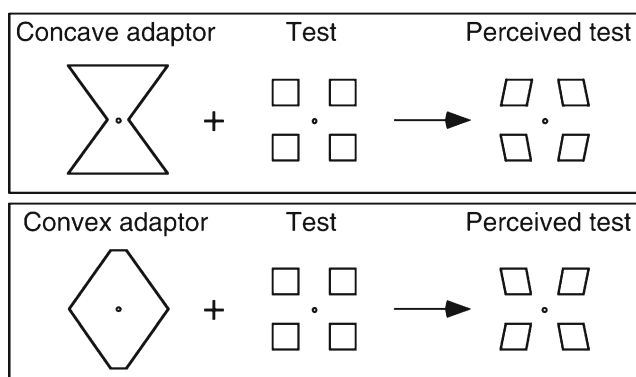 Concave adaptor Test Perceived test
+
Convex adaptor Test Perceived test
+